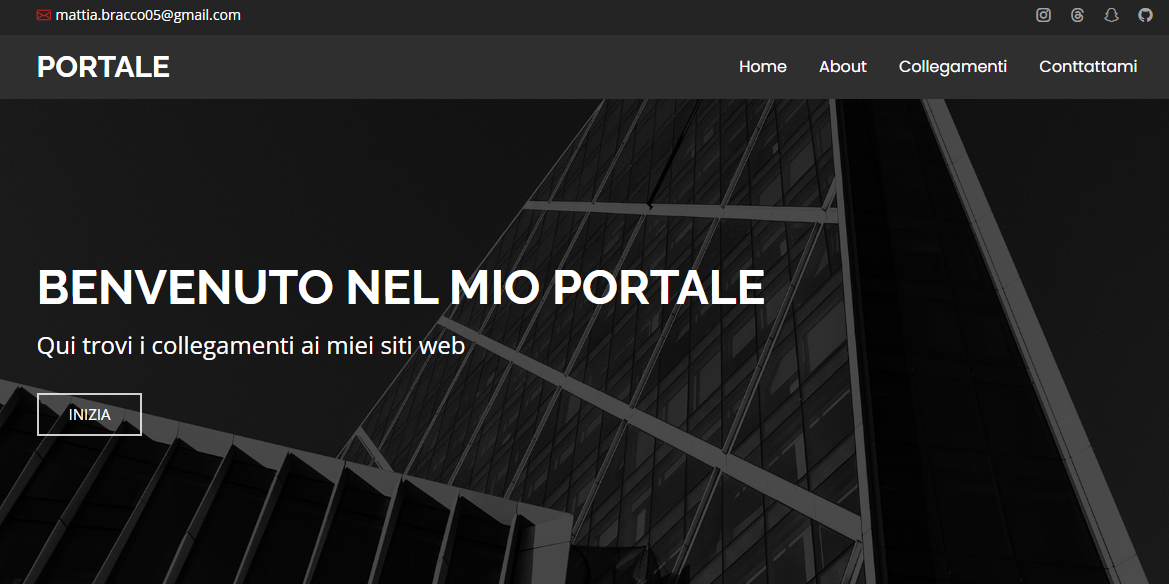 mattia.bracco05@gmail.com
PORTALE
Home About Collegamenti Conttattami
BENVENUTO NEL MIO PORTALE
Qui trovi i collegamenti ai miei siti web
INIZIA